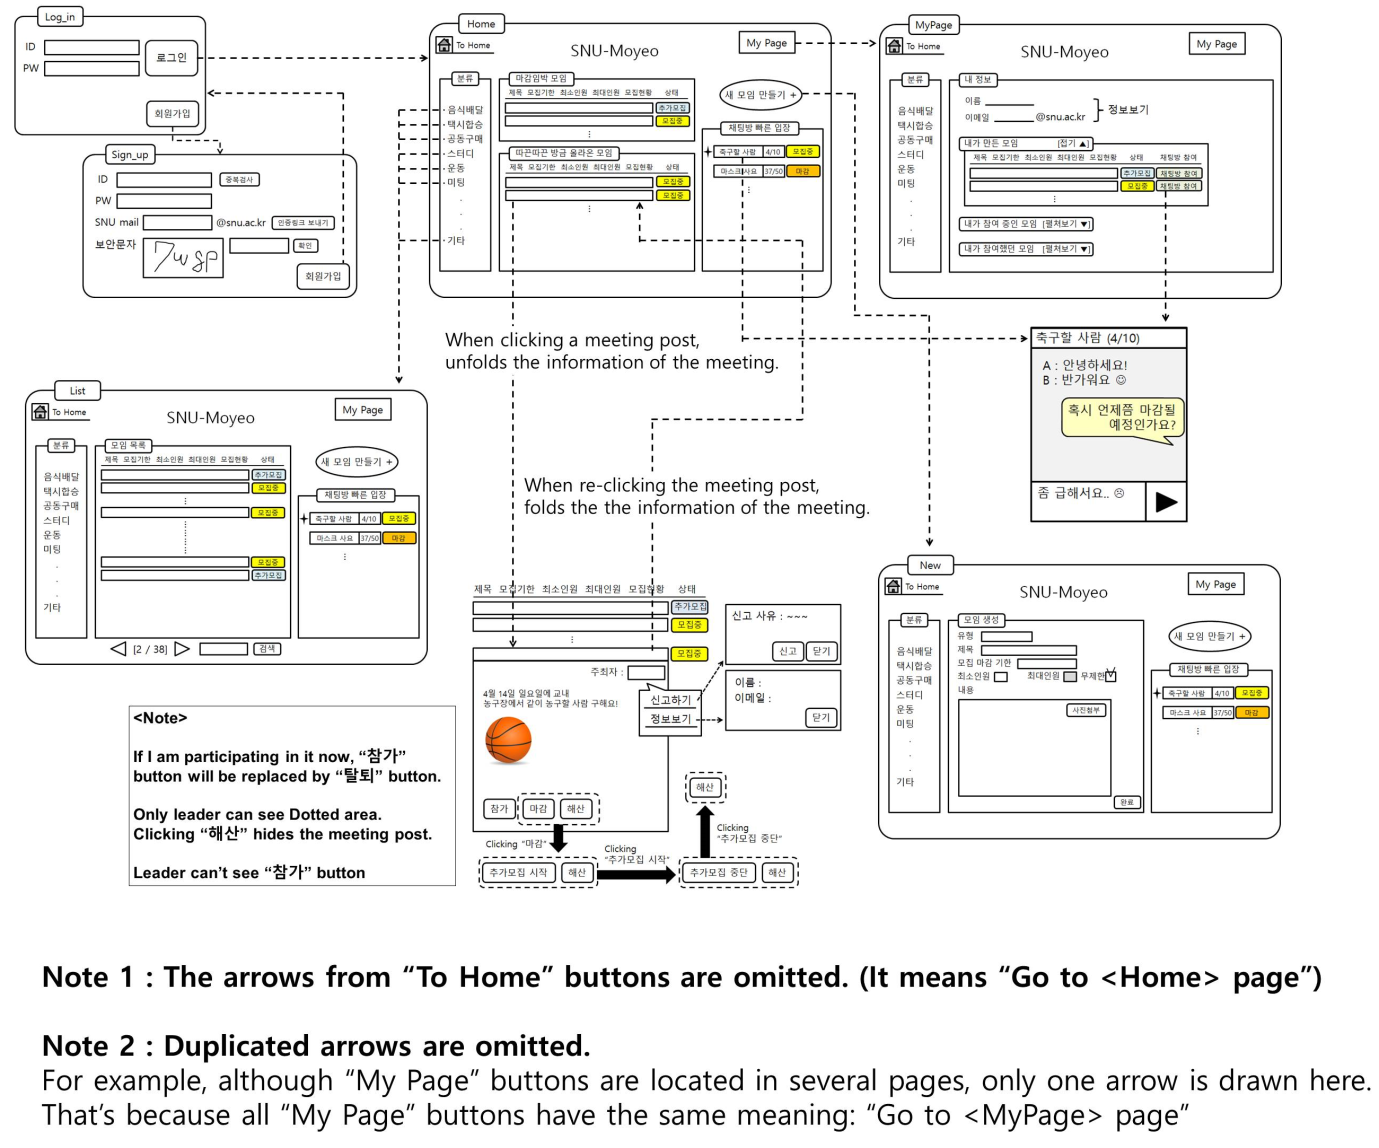 Log_in
ID
PW
로그인
회원가입
Sign_up
ID
중복검사
PW
SNU mail
@snu.ac.kr
인증링크 보내기
보안문자
7wsp
확인
회원가입
Home
To Home
SNU-Moyeo
My Page
분류
음식배달
택시합승
공동구매
스터디
운동
미팅
기타
마감임박 모임
제목 모집기한 최소인원 최대인원 모집현황 상태
추가모집
모집중
따끈따끈 방금 올라온 모임
제목 모집기한 최소인원 최대인원 모집현황 상태
모집중
모집중
새 모임 만들기 +
채팅방 빠른 입장
축구할 사람 4/10 모집중
마스크 사요 37/50 마감
MyPage
To Home
SNU-Moyeo
My Page
분류
음식배달
택시합승
공동구매
스터디
운동
미팅
기타
내 정보
이름
이메일 @snu.ac.kr
정보보기
내가 만든 모임 [접기 ▲]
제목 모집기한 최소인원 최대인원 모집현황 상태 채팅방 참여
추가모집 채팅방 참여
모집중 채팅방 참여
내가 참여 중인 모임 [펼쳐보기 ▼]
내가 참여했던 모임 [펼쳐보기 ▼]
When clicking a meeting post,
unfolds the information of the meeting.
축구할 사람 (4/10)
A : 안녕하세요!
B : 반가워요 ☺
혹시 언제쯤 마감될
예정인가요?
좀 급해서요.. ☹
List
To Home
SNU-Moyeo
My Page
분류
음식배달
택시합승
공동구매
스터디
운동
미팅
기타
모임 목록
제목 모집기한 최소인원 최대인원 모집현황 상태
추가모집
모집중
모집중
모집중
추가모집
[2 / 38]
검색
새 모임 만들기 +
채팅방 빠른 입장
축구할 사람 4/10 모집중
마스크 사요 37/50 마감
When re-clicking the meeting post,
folds the the information of the meeting.
제목 모집기한 최소인원 최대인원 모집현황 상태
추가모집
모집중
모집중
주최자 :
4월 14일 일요일에 교내
농구장에서 같이 농구할 사람 구해요!
신고하기
정보보기
신고 사유 : ~~~
신고 닫기
이름 :
이메일 :
닫기
참가 마감 해산
Clicking “마감”
추가모집 시작 해산
Clicking
“추가모집 시작”
추가모집 중단 해산
Clicking
“추가모집 중단”
해산
New
To Home
SNU-Moyeo
My Page
분류
음식배달
택시합승
공동구매
스터디
운동
미팅
기타
모임 생성
유형
제목
모집 마감 기한
최소인원 최대인원 무제한
내용
사진첨부
완료
새 모임 만들기 +
채팅방 빠른 입장
축구할 사람 4/10 모집중
마스크 사요 37/50 마감
<Note>
If I am participating in it now, “참가”
button will be replaced by “탈퇴” button.
Only leader can see Dotted area.
Clicking “해산” hides the meeting post.
Leader can’t see “참가” button
Note 1 : The arrows from “To Home” buttons are omitted. (It means “Go to <Home> page”)
Note 2 : Duplicated arrows are omitted.
For example, although “My Page” buttons are located in several pages, only one arrow is drawn here.
That’s because all “My Page” buttons have the same meaning: “Go to <MyPage> page”